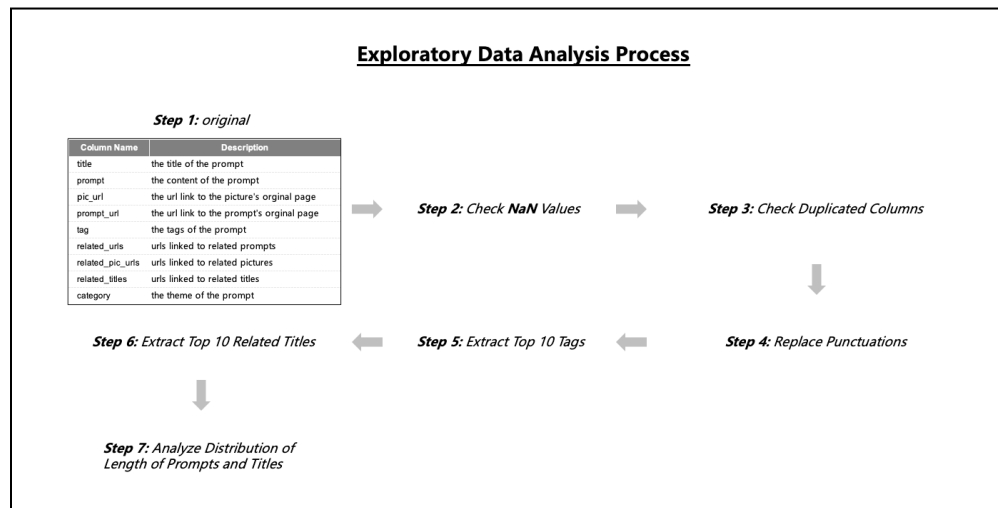 Exploratory Data Analysis Process
Step 1: original
Column Name Description
title the title of the prompt
prompt the content of the prompt
pic_url the url link to the picture's orginal page
prompt_url the url link to the prompt's orginal page
tag the tags of the prompt
related_urls urls linked to related prompts
related_pic_urls urls linked to related pictures
related_titles urls linked to related titles
category the theme of the prompt
Step 2: Check NaN Values
Step 3: Check Duplicated Columns
Step 4: Replace Punctuations
Step 5: Extract Top 10 Tags
Step 6: Extract Top 10 Related Titles
Step 7: Analyze Distribution of
Length of Prompts and Titles